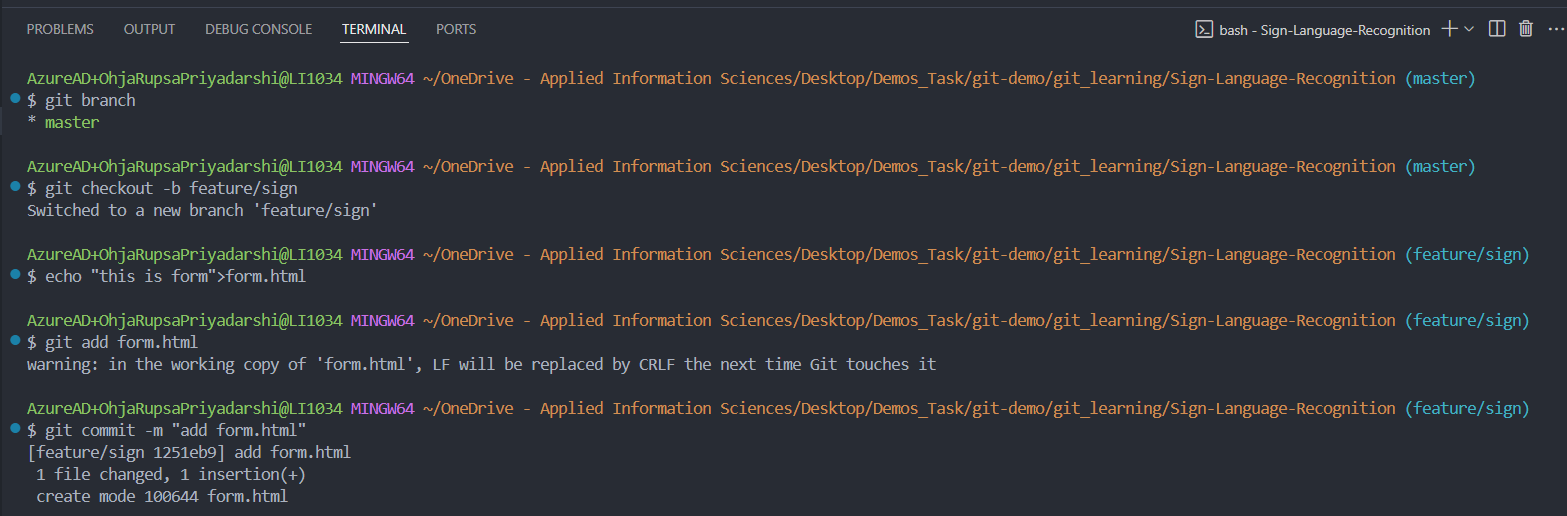 PROBLEMS OUTPUT DEBUG CONSOLE TERMINAL PORTS bash - Sign-Language-Recognition
AzureAD+OhjaRupsaPriyadarshi@LI1034 MINGW64 ~/OneDrive - Applied Information Sciences/Desktop/Demos_Task/git-demo/git_learning/Sign-Language-Recognition (master)
$ git branch
* master
AzureAD+OhjaRupsaPriyadarshi@LI1034 MINGW64 ~/OneDrive - Applied Information Sciences/Desktop/Demos_Task/git-demo/git_learning/Sign-Language-Recognition (master)
$ git checkout -b feature/sign
Switched to a new branch 'feature/sign'
AzureAD+OhjaRupsaPriyadarshi@LI1034 MINGW64 ~/OneDrive - Applied Information Sciences/Desktop/Demos_Task/git-demo/git_learning/Sign-Language-Recognition (feature/sign)
$ echo "this is form">form.html
AzureAD+OhjaRupsaPriyadarshi@LI1034 MINGW64 ~/OneDrive - Applied Information Sciences/Desktop/Demos_Task/git-demo/git_learning/Sign-Language-Recognition (feature/sign)
$ git add form.html
warning: in the working copy of 'form.html', LF will be replaced by CRLF the next time Git touches it
AzureAD+OhjaRupsaPriyadarshi@LI1034 MINGW64 ~/OneDrive - Applied Information Sciences/Desktop/Demos_Task/git-demo/git_learning/Sign-Language-Recognition (feature/sign)
$ git commit -m "add form.html"
[feature/sign 1251eb9] add form.html
 1 file changed, 1 insertion(+)
 create mode 100644 form.html